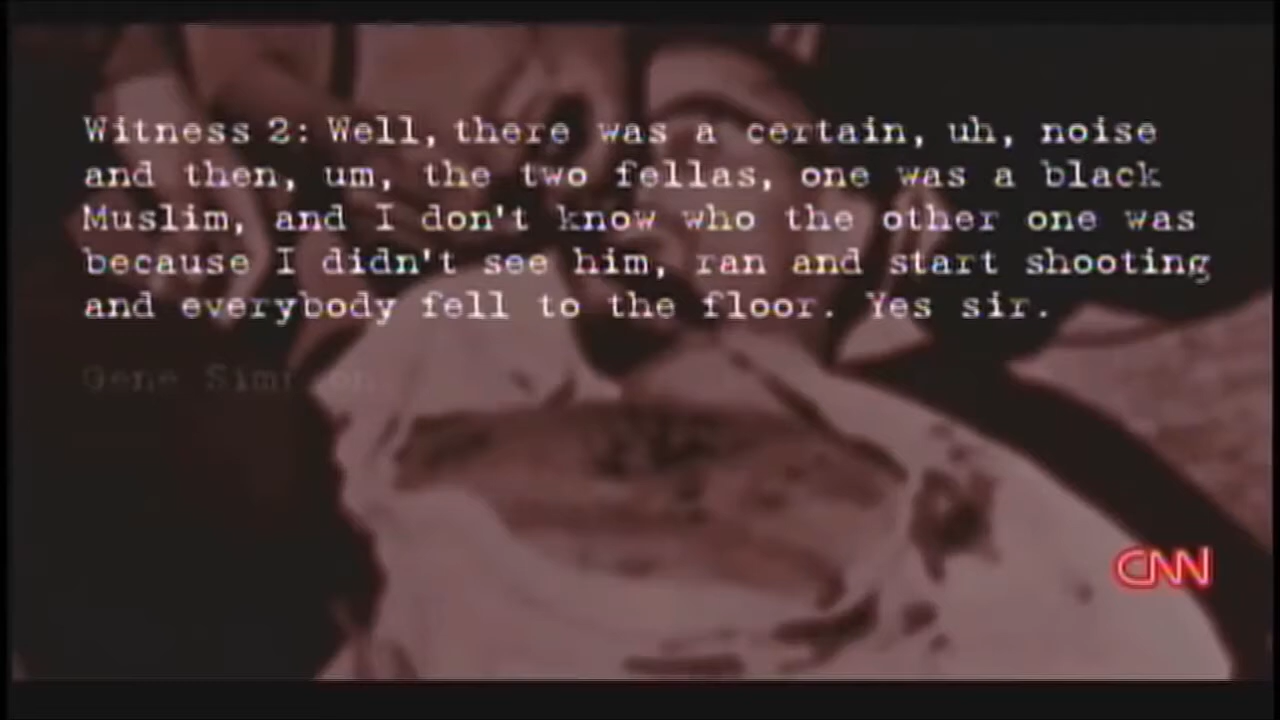 Witness 2: Well, there was a certain, uh, noise
and then, um, the two fellas, one was a black
Muslim, and I don't know who the other one was
because I didn't see him, ran and start shooting
and everybody fell to the floor. Yes sir.
Gene
CNN